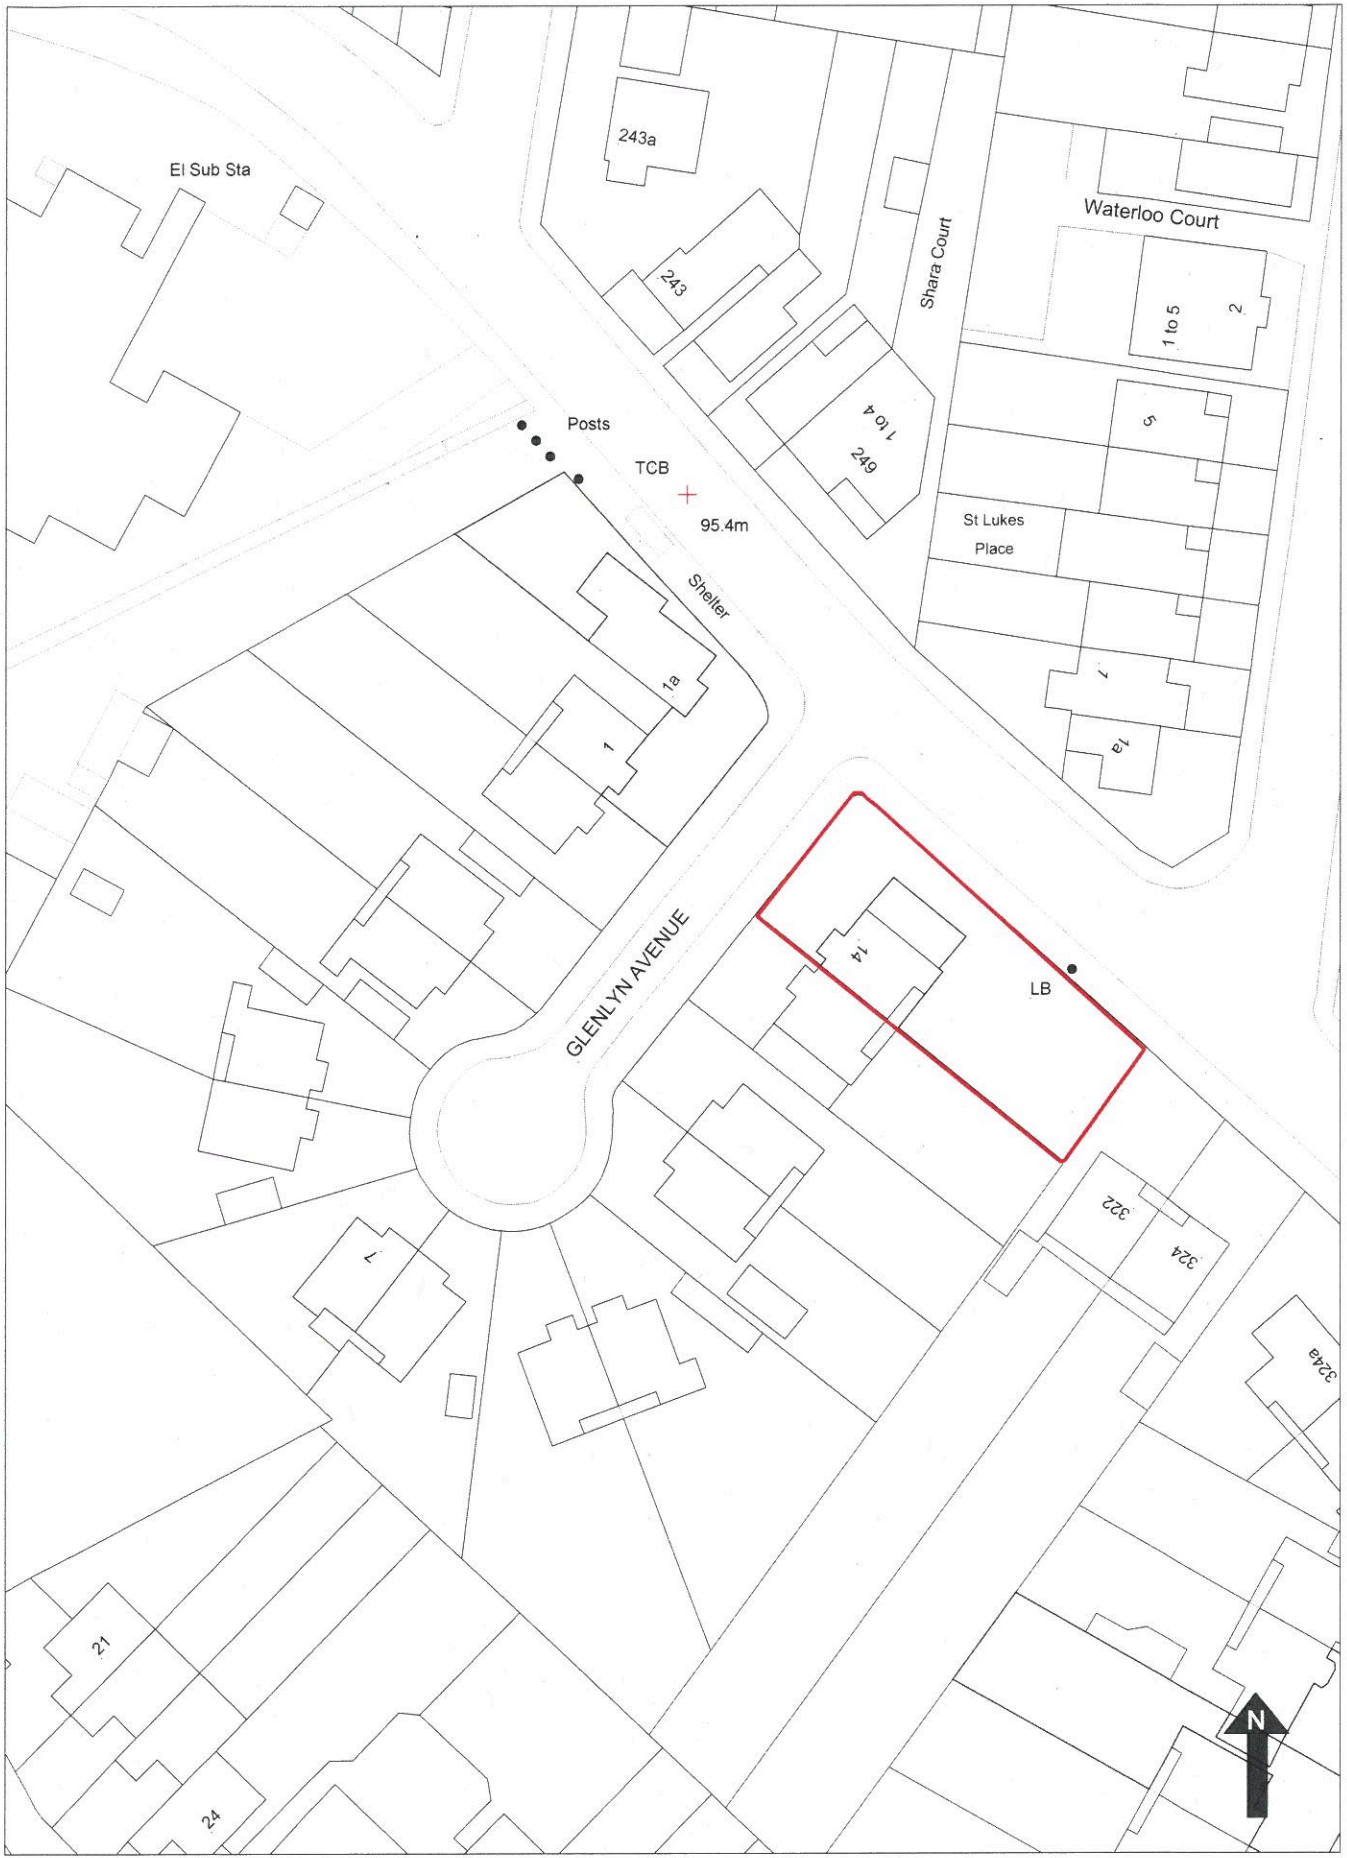 243a
El Sub Sta
Waterloo Court
Shara Court
243
1 to 5
2
Posts
1 to 4
249
5
TCB
95.4m
St Lukes
Place
Shelter
1a
7
1
1a
14
GLENLYN AVENUE
LB
322
324
7
324a
21
24
N